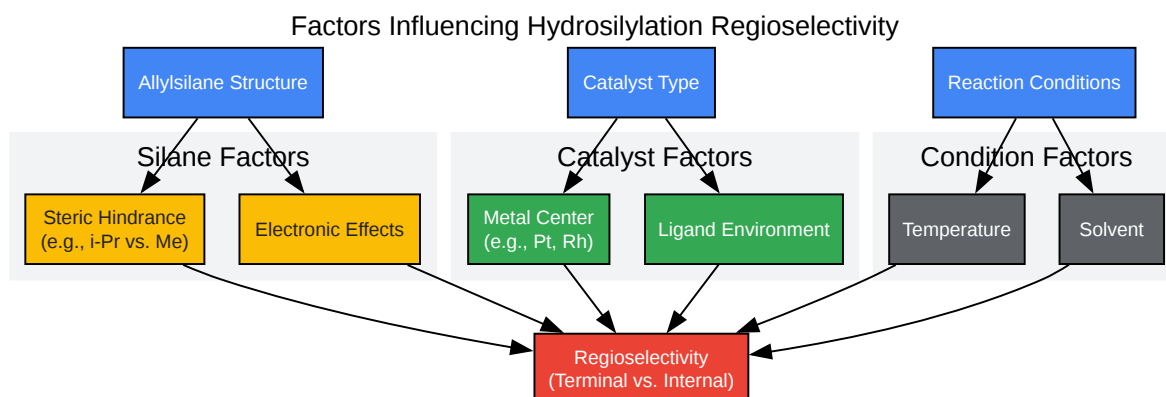 Factors Influencing Hydrosilylation Regioselectivity
Allylsilane Structure
Catalyst Type
Reaction Conditions
Silane Factors
Catalyst Factors
Condition Factors
Steric Hindrance
(e.g., i-Pr vs. Me)
Electronic Effects
Metal Center
(e.g., Pt, Rh)
Ligand Environment
Temperature
Solvent
Regioselectivity
(Terminal vs. Internal)